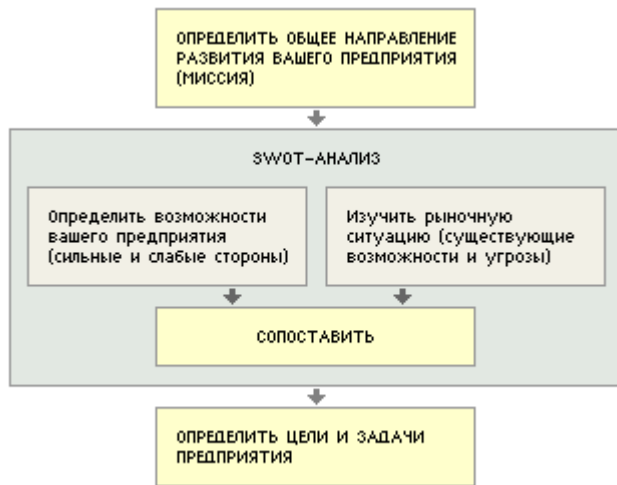 ОПРЕДЕЛИТЬ ОБЩЕЕ НАПРАВЛЕНИЕ
РАЗВИТИЯ ВАШЕГО ПРЕДПРИЯТИЯ
(МИССИЯ)
SWOT-АНАЛИЗ
Определить возможности
вашего предприятия
(сильные и слабые стороны)
Изучить рыночную
ситуацию (существующие
возможности и угрозы)
СОПОСТАВИТЬ
ОПРЕДЕЛИТЬ ЦЕЛИ И ЗАДАЧИ
ПРЕДПРИЯТИЯ